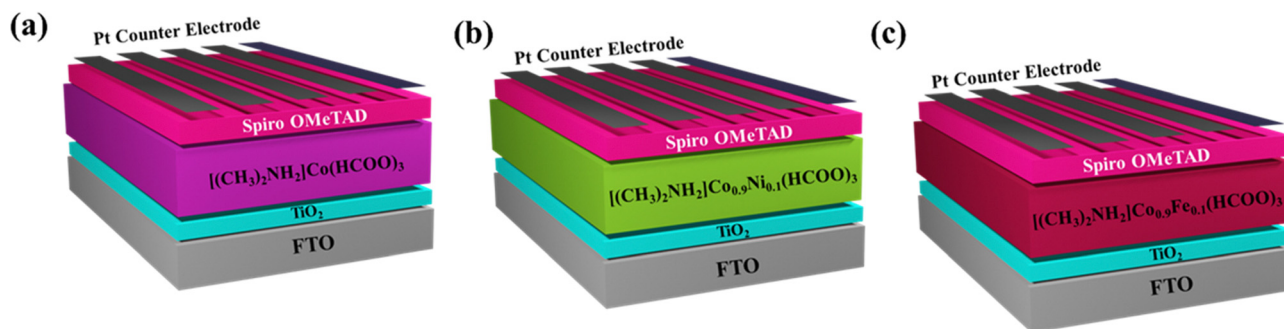 (a)
Pt Counter Electrode
Spiro OMeTAD
[(CH₃)₂NH₂]Co(HCOO)₃
TiO₂
FTO
(b)
Pt Counter Electrode
Spiro OMeTAD
[(CH₃)₂NH₂]Co₀.₉Ni₀.₁(HCOO)₃
TiO₂
FTO
(c)
Pt Counter Electrode
Spiro OMeTAD
[(CH₃)₂NH₂]Co₀.₉Fe₀.₁(HCOO)₃
TiO₂
FTO